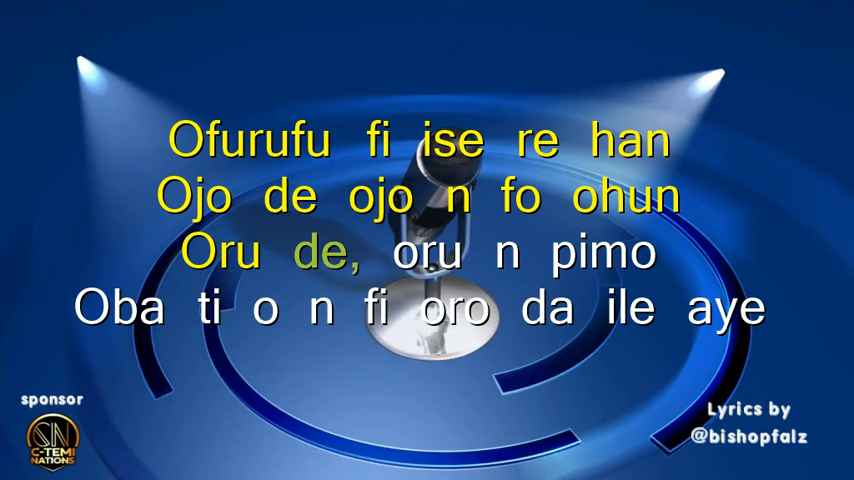 Ofurufu fi ise re han
Ojo de ojo n fo ohun
Oru de, oru n pimo
Oba ti o n fi oro da ile aye
sponsor
SN
C-TEMI
NATIONS
Lyrics by
@bishopfalz